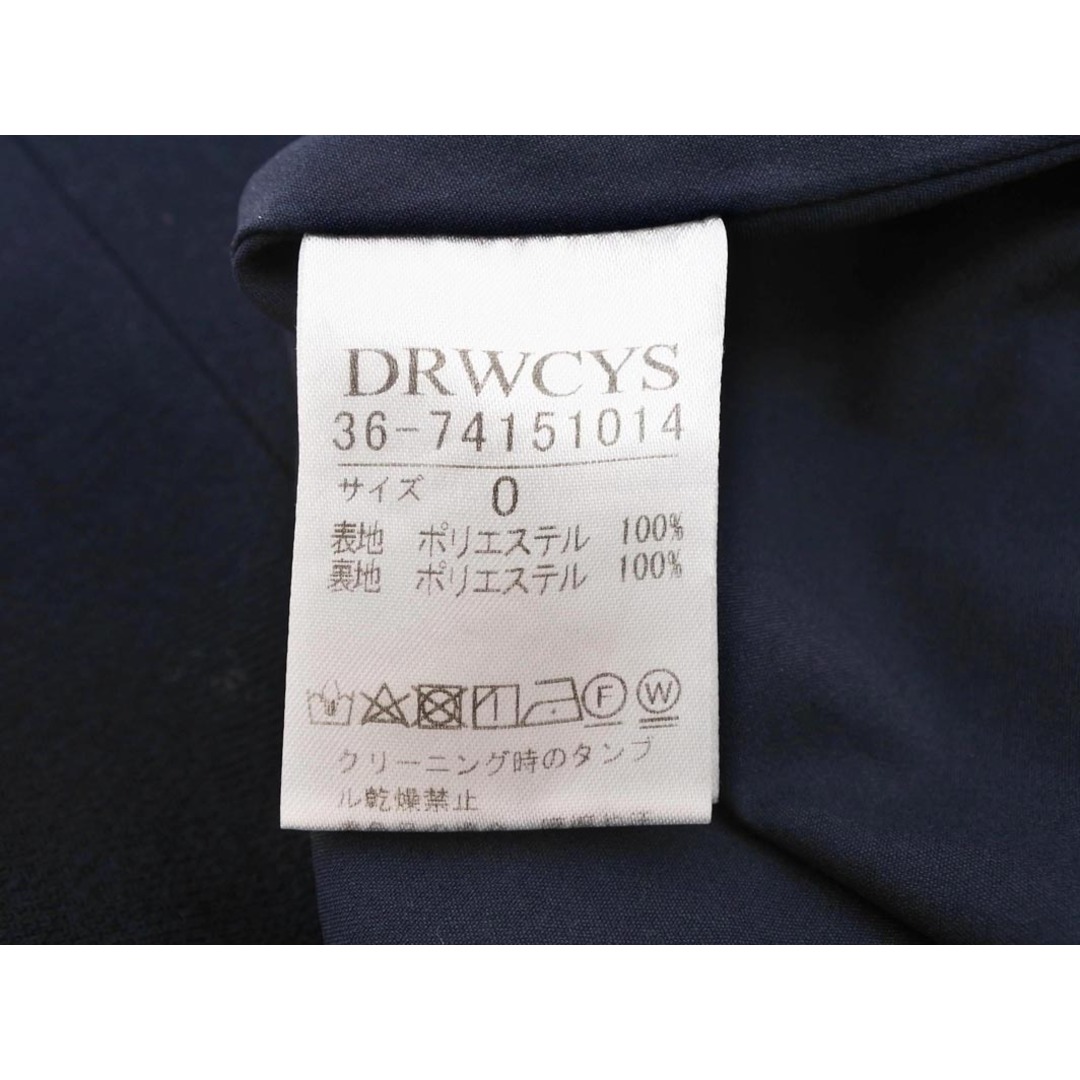 DRWCYS
36-74151014
サイズ 0
表地 ポリエステル 100%
裏地 ポリエステル 100%
F W
クリーニング時のタンブ
ル乾燥禁止